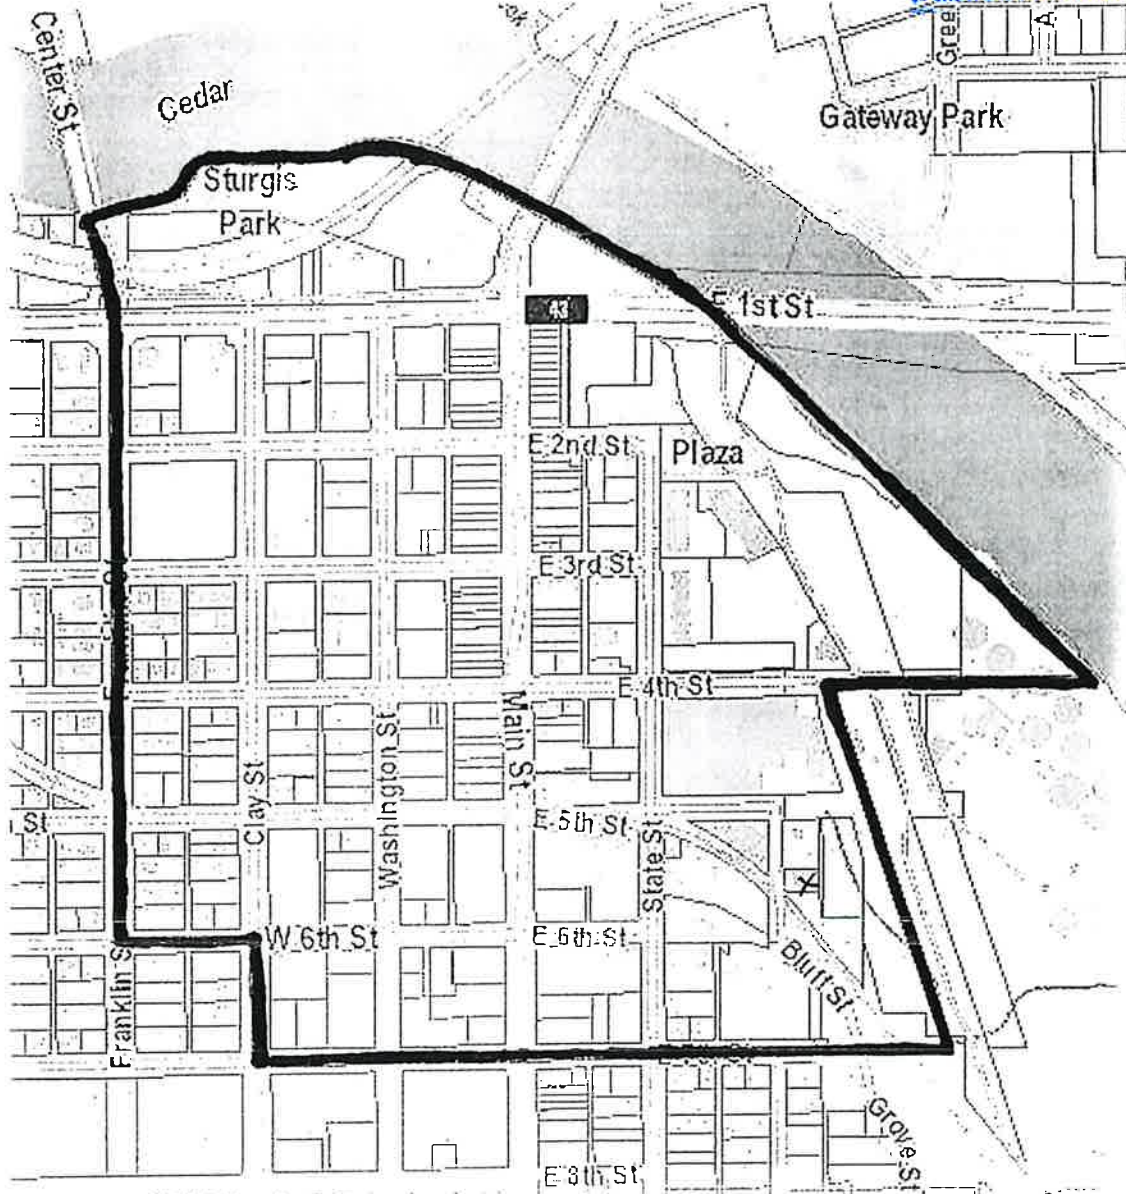 Center St
Cedar
Gree
A
Gateway Park
Sturgis
Park
43
E 1st St
E 2nd St
Plaza
E 3rd St
E 4th St
Main St
Washington St
Clay St
St
E 5th St
State St
X
W 6th St
E 6th St
Bluff St
Franklin S
Grove St
E 8th St